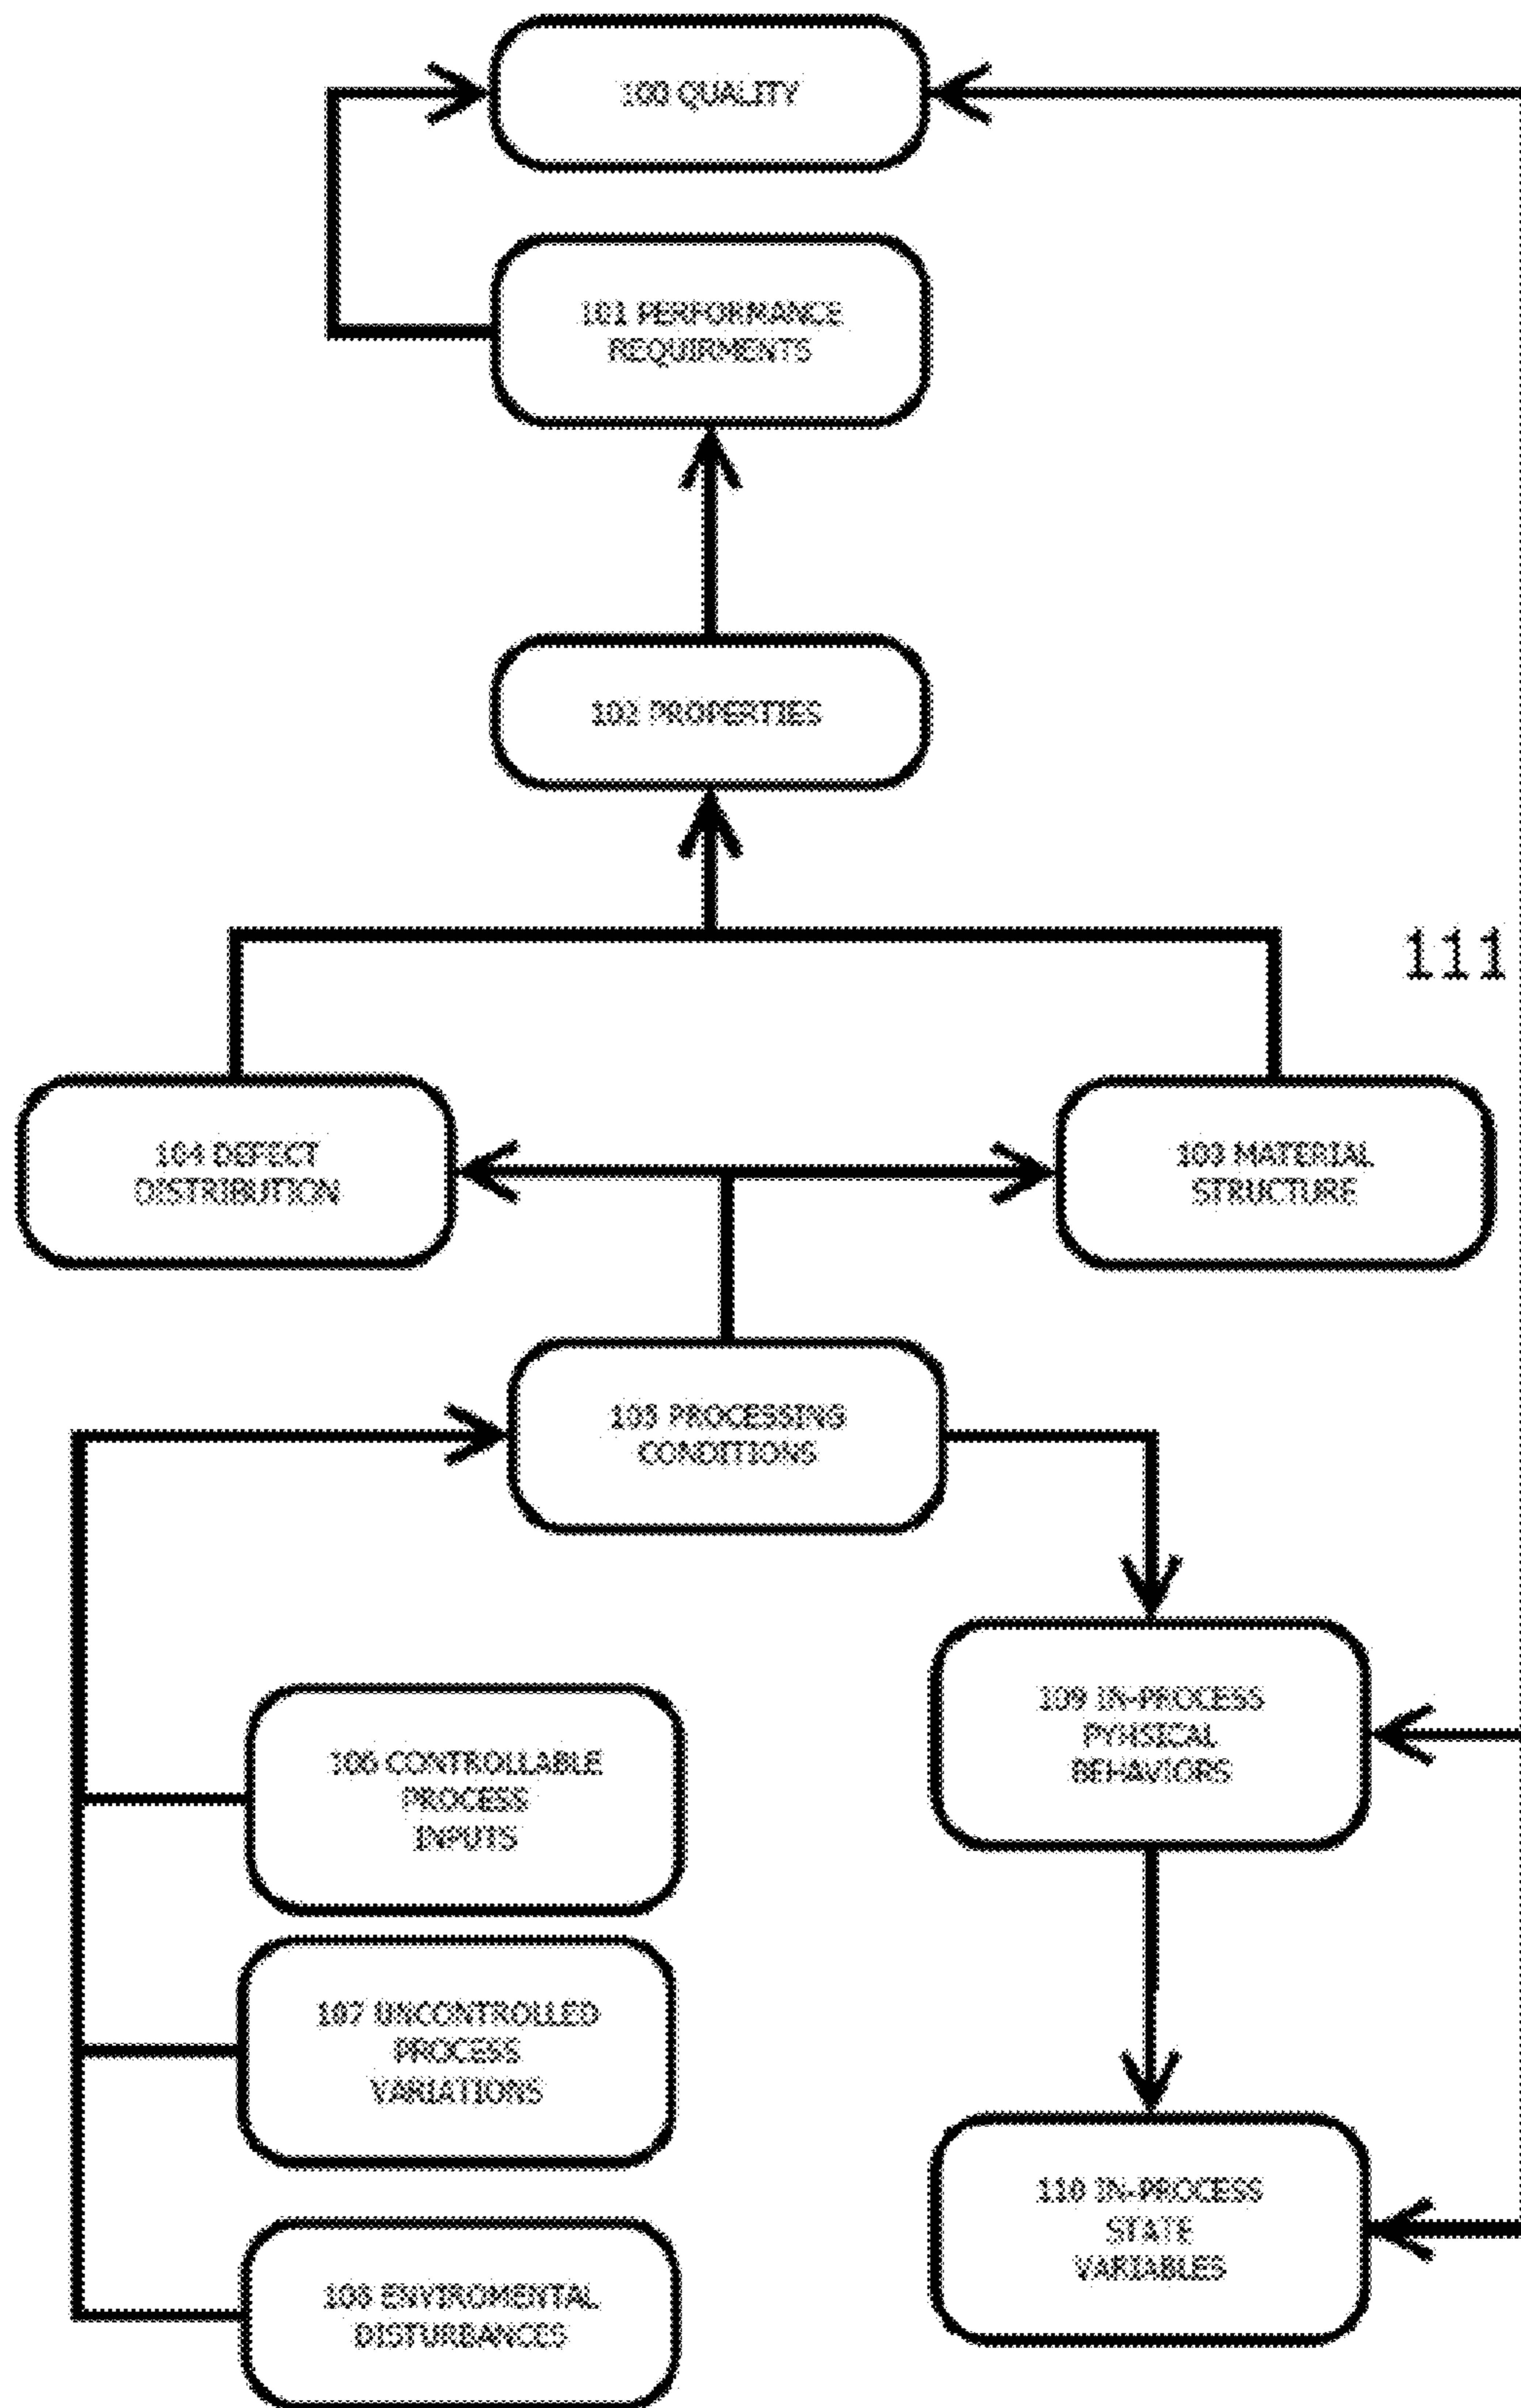 100 QUALITY
101 PERFORMANCE
REQUIRMENTS
102 PROPERTIES
111
104 DEFECT
DISTRIBUTION
103 MATERIAL
STRUCTURE
105 PROCESSING
CONDITIONS
109 IN-PROCESS
PYHSICAL
BEHAVIORS
106 CONTROLLABLE
PROCESS
INPUTS
107 UNCONTROLLED
PROCESS
VARIATIONS
110 IN-PROCESS
STATE
VARIABLES
108 ENVIROMENTAL
DISTURBANCES